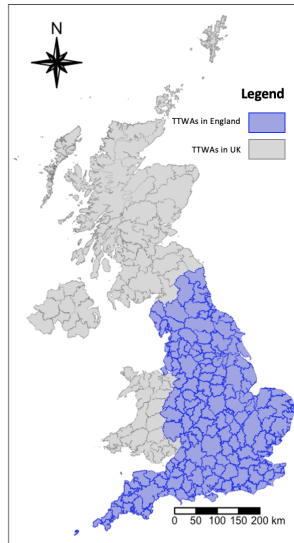 N
Legend
TTWAs in England
TTWAs in UK
0 50 100 150 200 km